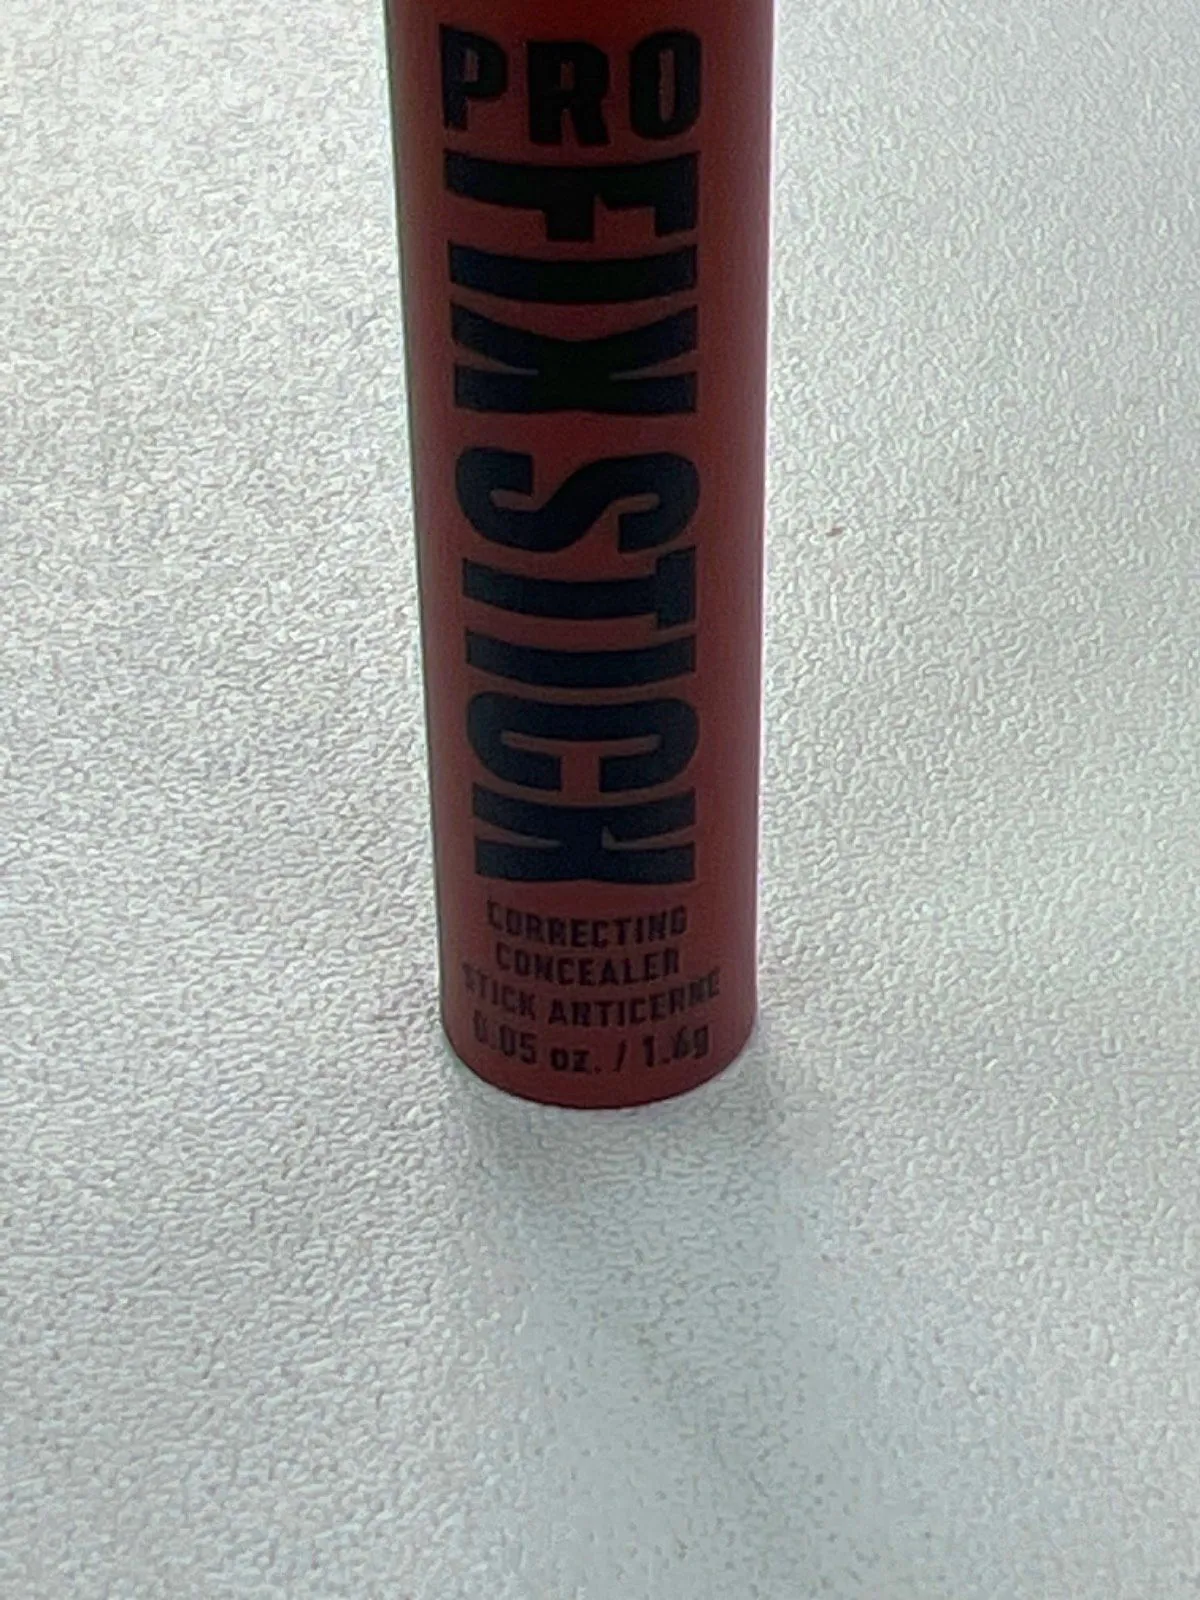 PRO
FIX STICK
CORRECTING
CONCEALER
STICK ANTICERNE
0.05 oz. / 1.6g